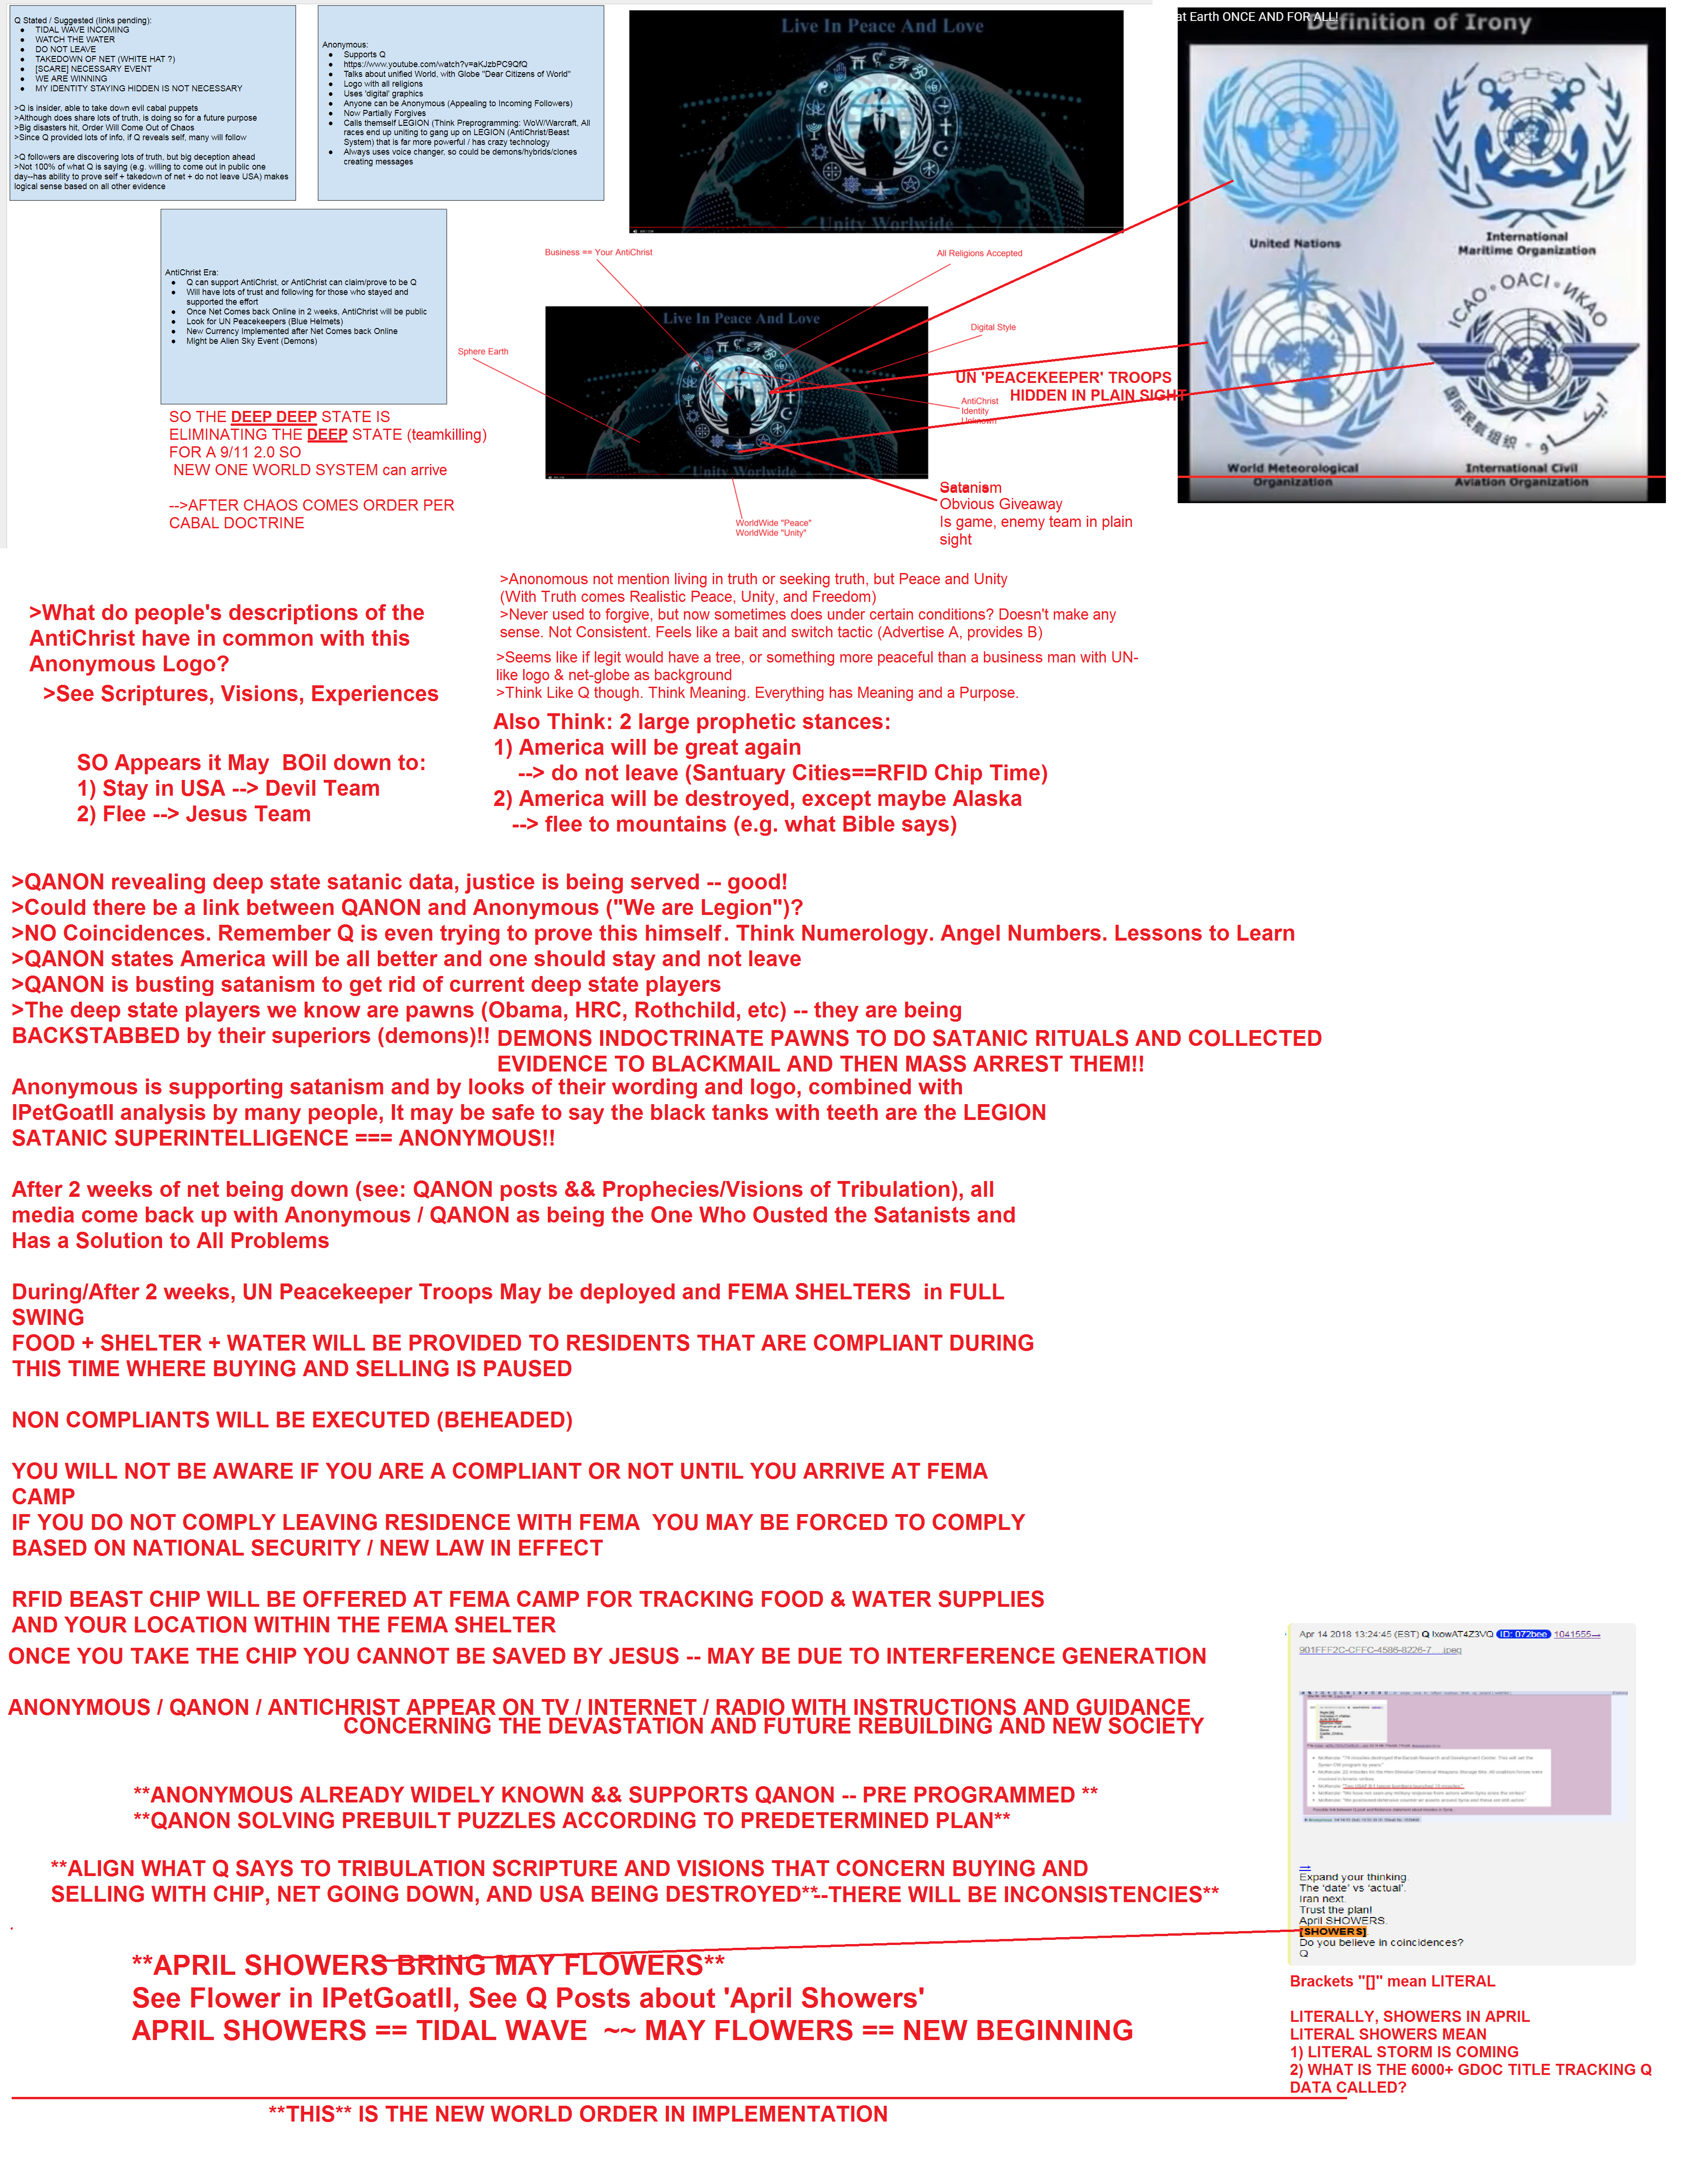 Q Stated / Suggested (links pending):
● TIDAL WAVE INCOMING
● WATCH THE WATER
● DO NOT LEAVE
● TAKEDOWN OF NET (WHITE HAT ?)
● [SCARE] NECESSARY EVENT
● WE ARE WINNING
● MY IDENTITY STAYING HIDDEN IS NOT NECESSARY
>Q is insider, able to take down evil cabal puppets
>Although does share lots of truth, is doing so for a future purpose
>Big disasters hit, Order Will Come Out of Chaos
>Since Q provided lots of info, if Q reveals self, many will follow
>Q followers are discovering lots of truth, but big deception ahead
>Not 100% of what Q is saying (e.g. willing to come out in public one
day--has ability to prove self + takedown of net + do not leave USA) makes
logical sense based on all other evidence
Anonymous:
● Supports Q
● https://www.youtube.com/watch?v=aKJzbPC9QfQ
● Talks about unified World, with Globe "Dear Citizens of World"
● Logo with all religions
● Uses 'digital' graphics
● Anyone can be Anonymous (Appealing to Incoming Followers)
● Now Partially Forgives
● Calls themself LEGION (Think Preprogramming: WoW/Warcraft, All
races end up uniting to gang up on LEGION (AntiChrist/Beast
System) that is far more powerful / has crazy technology
● Always uses voice changer, so could be demons/hybrids/clones
creating messages
Live In Peace And Love
Unity Worlwide
at Earth ONCE AND FOR ALL!
Definition of Irony
United Nations
International
Maritime Organization
ICAO • OACI • ИКАО
国际民航组织
إيكاو
World Meteorological
Organization
International Civil
Aviation Organization
AntiChrist Era:
● Q can support AntiChrist, or AntiChrist can claim/prove to be Q
● Will have lots of trust and following for those who stayed and
supported the effort
● Once Net Comes back Online in 2 weeks, AntiChrist will be public
● Look for UN Peacekeepers (Blue Helmets)
● New Currency Implemented after Net Comes back Online
● Might be Alien Sky Event (Demons)
Business == Your AntiChrist
All Religions Accepted
Live In Peace And Love
Digital Style
Sphere Earth
UN 'PEACEKEEPER' TROOPS
HIDDEN IN PLAIN SIGHT
AntiChrist
Identity
Unknown
Unity Worlwide
Satanism
Obvious Giveaway
Is game, enemy team in plain
sight
WorldWide "Peace"
WorldWide "Unity"
SO THE DEEP DEEP STATE IS
ELIMINATING THE DEEP STATE (teamkilling)
FOR A 9/11 2.0 SO
NEW ONE WORLD SYSTEM can arrive
-->AFTER CHAOS COMES ORDER PER
CABAL DOCTRINE
>What do people's descriptions of the
AntiChrist have in common with this
Anonymous Logo?
>See Scriptures, Visions, Experiences
>Anonomous not mention living in truth or seeking truth, but Peace and Unity
(With Truth comes Realistic Peace, Unity, and Freedom)
>Never used to forgive, but now sometimes does under certain conditions? Doesn't make any
sense. Not Consistent. Feels like a bait and switch tactic (Advertise A, provides B)
>Seems like if legit would have a tree, or something more peaceful than a business man with UN-
like logo & net-globe as background
>Think Like Q though. Think Meaning. Everything has Meaning and a Purpose.
Also Think: 2 large prophetic stances:
1) America will be great again
--> do not leave (Santuary Cities==RFID Chip Time)
2) America will be destroyed, except maybe Alaska
--> flee to mountains (e.g. what Bible says)
SO Appears it May BOil down to:
1) Stay in USA --> Devil Team
2) Flee --> Jesus Team
>QANON revealing deep state satanic data, justice is being served -- good!
>Could there be a link between QANON and Anonymous ("We are Legion")?
>NO Coincidences. Remember Q is even trying to prove this himself. Think Numerology. Angel Numbers. Lessons to Learn
>QANON states America will be all better and one should stay and not leave
>QANON is busting satanism to get rid of current deep state players
>The deep state players we know are pawns (Obama, HRC, Rothchild, etc) -- they are being
BACKSTABBED by their superiors (demons)!!
DEMONS INDOCTRINATE PAWNS TO DO SATANIC RITUALS AND COLLECTED
EVIDENCE TO BLACKMAIL AND THEN MASS ARREST THEM!!
Anonymous is supporting satanism and by looks of their wording and logo, combined with
IPetGoatII analysis by many people, It may be safe to say the black tanks with teeth are the LEGION
SATANIC SUPERINTELLIGENCE === ANONYMOUS!!
After 2 weeks of net being down (see: QANON posts && Prophecies/Visions of Tribulation), all
media come back up with Anonymous / QANON as being the One Who Ousted the Satanists and
Has a Solution to All Problems
During/After 2 weeks, UN Peacekeeper Troops May be deployed and FEMA SHELTERS in FULL
SWING
FOOD + SHELTER + WATER WILL BE PROVIDED TO RESIDENTS THAT ARE COMPLIANT DURING
THIS TIME WHERE BUYING AND SELLING IS PAUSED
NON COMPLIANTS WILL BE EXECUTED (BEHEADED)
YOU WILL NOT BE AWARE IF YOU ARE A COMPLIANT OR NOT UNTIL YOU ARRIVE AT FEMA
CAMP
IF YOU DO NOT COMPLY LEAVING RESIDENCE WITH FEMA YOU MAY BE FORCED TO COMPLY
BASED ON NATIONAL SECURITY / NEW LAW IN EFFECT
RFID BEAST CHIP WILL BE OFFERED AT FEMA CAMP FOR TRACKING FOOD & WATER SUPPLIES
AND YOUR LOCATION WITHIN THE FEMA SHELTER
ONCE YOU TAKE THE CHIP YOU CANNOT BE SAVED BY JESUS -- MAY BE DUE TO INTERFERENCE GENERATION
ANONYMOUS / QANON / ANTICHRIST APPEAR ON TV / INTERNET / RADIO WITH INSTRUCTIONS AND GUIDANCE
CONCERNING THE DEVASTATION AND FUTURE REBUILDING AND NEW SOCIETY
**ANONYMOUS ALREADY WIDELY KNOWN && SUPPORTS QANON -- PRE PROGRAMMED **
**QANON SOLVING PREBUILT PUZZLES ACCORDING TO PREDETERMINED PLAN**
**ALIGN WHAT Q SAYS TO TRIBULATION SCRIPTURE AND VISIONS THAT CONCERN BUYING AND
SELLING WITH CHIP, NET GOING DOWN, AND USA BEING DESTROYED**--THERE WILL BE INCONSISTENCIES**
Apr 14 2018 13:24:45 (EST) Q !xowAT4Z3VQ ID: 072bee 1041555→
901FFF2C-CFFC-4586-8226-7....jpeg
Expand your thinking.
The 'date' vs 'actual'.
Iran next.
Trust the plan!
April SHOWERS.
[SHOWERS]
Do you believe in coincidences?
Q
**APRIL SHOWERS BRING MAY FLOWERS**
See Flower in IPetGoatII, See Q Posts about 'April Showers'
APRIL SHOWERS == TIDAL WAVE ~~ MAY FLOWERS == NEW BEGINNING
Brackets "[]" mean LITERAL
LITERALLY, SHOWERS IN APRIL
LITERAL SHOWERS MEAN
1) LITERAL STORM IS COMING
2) WHAT IS THE 6000+ GDOC TITLE TRACKING Q
DATA CALLED?
**THIS** IS THE NEW WORLD ORDER IN IMPLEMENTATION